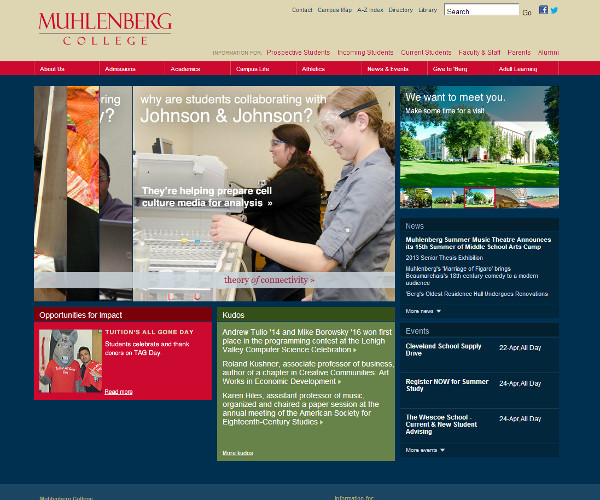 MUHLENBERG
COLLEGE
Contact Campus Map A-Z Index Directory Library Search Go
INFORMATION FOR: Prospective Students Incoming Students Current Students Faculty & Staff Parents Alumni
About Us Admissions Academics Campus Life Athletics News & Events Give to 'Berg Adult Learning
ring
y?
why are students collaborating with
Johnson & Johnson?
They're helping prepare cell
culture media for analysis »
theory of connectivity »
We want to meet you.
Make some time for a visit
News
Muhlenberg Summer Music Theatre Announces
its 15th Summer of Middle School Arts Camp
2013 Senior Thesis Exhibition
Muhlenberg's 'Marriage of Figaro' brings
Beaumarchais's 18th century comedy to a modern
audience
'Berg's Oldest Residence Hall Undergoes Renovations
More news
Opportunities for Impact
TUITION'S ALL GONE DAY
Students celebrate and thank
donors on TAG Day.
Read more
Kudos
Andrew Tulio '14 and Mike Borowsky '16 won first
place in the programming contest at the Lehigh
Valley Computer Science Celebration
Roland Kushner, associate professor of business,
author of a chapter in Creative Communities: Art
Works in Economic Development
Karen Hiles, assistant professor of music,
organized and chaired a paper session at the
annual meeting of the American Society for
Eighteenth-Century Studies
More kudos
Events
Cleveland School Supply
Drive
22-Apr,All Day
Register NOW for Summer
Study
24-Apr,All Day
The Wescoe School -
Current & New Student
Advising
24-Apr,All Day
More events
Muhlenberg College
Information for: